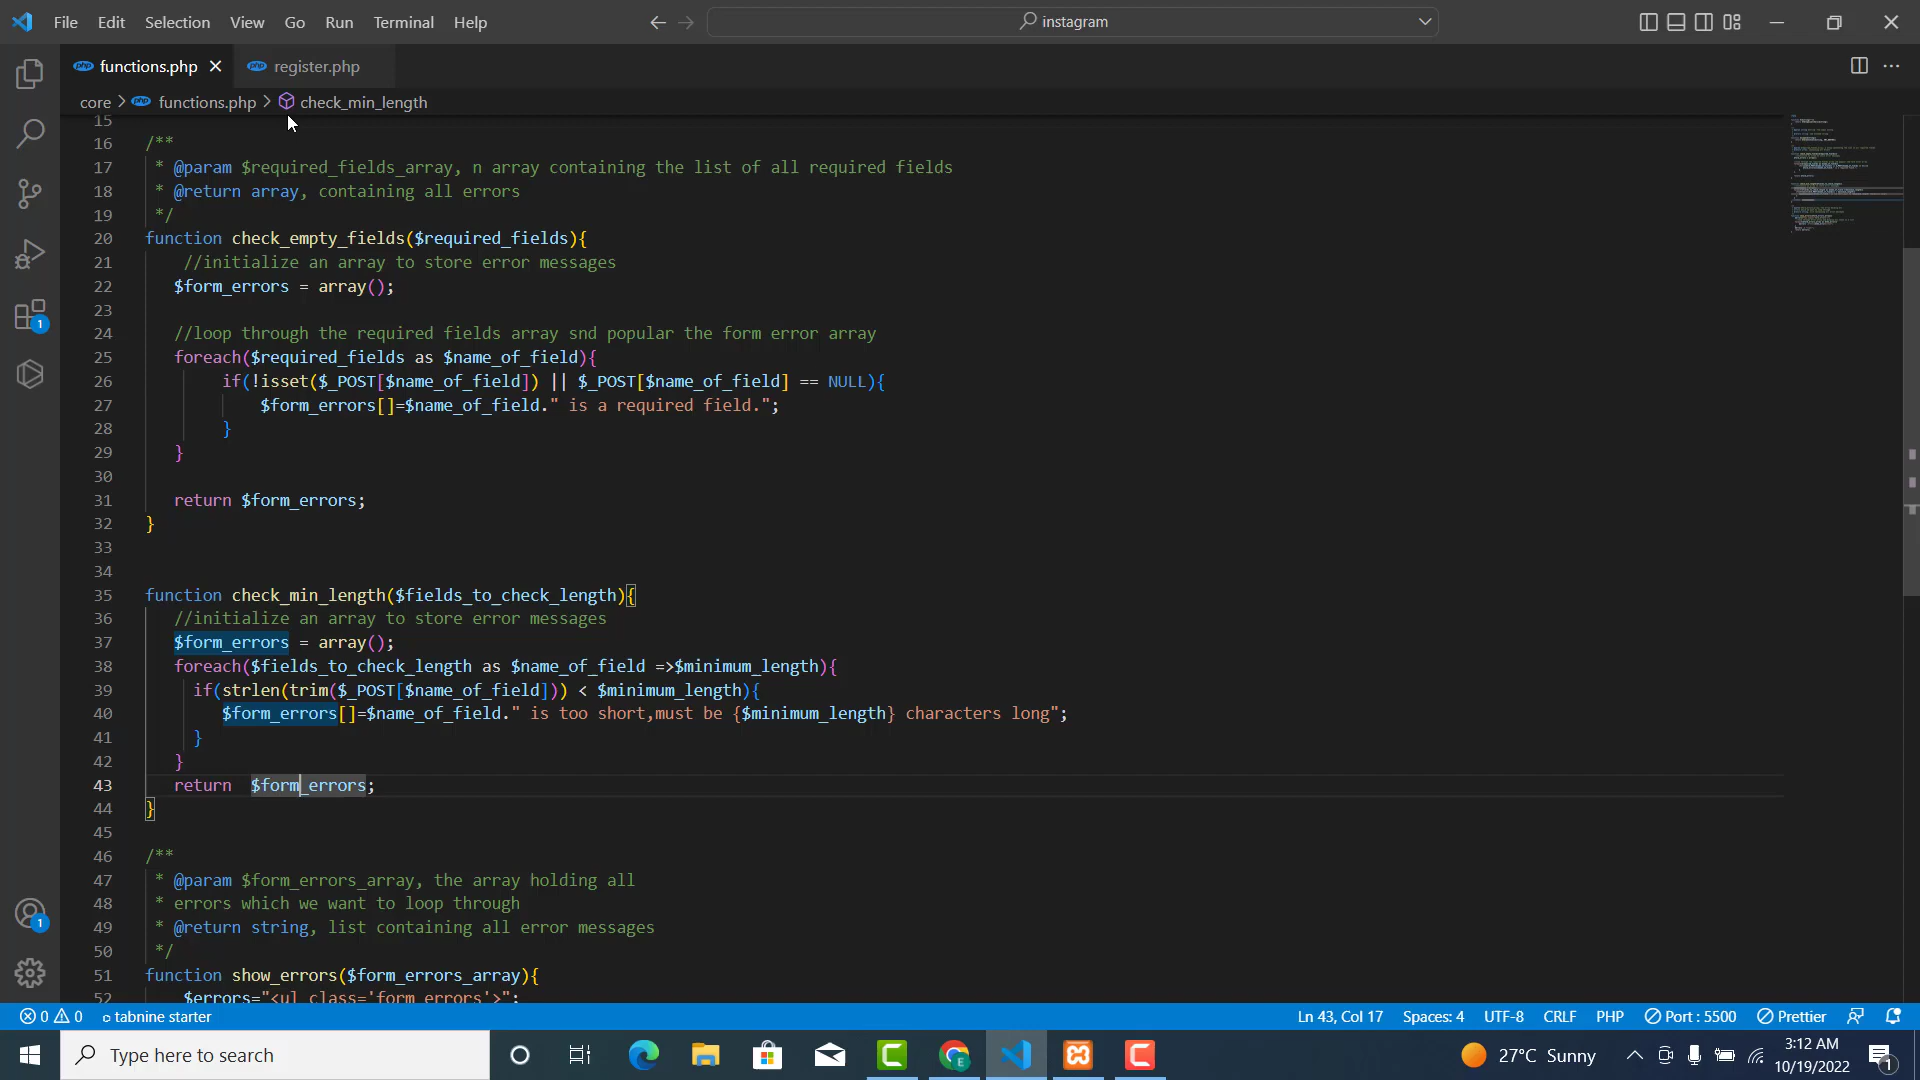 File Edit Selection View Go Run Terminal Help instagram
functions.php register.php
core functions.php check_min_length
15
16 /**
17 * @param $required_fields_array, n array containing the list of all required fields
18 * @return array, containing all errors
19 */
20 function check_empty_fields($required_fields){
21 //initialize an array to store error messages
22 $form_errors = array();
23
24 //loop through the required fields array snd popular the form error array
25 foreach($required_fields as $name_of_field){
26 if(!isset($_POST[$name_of_field]) || $_POST[$name_of_field] == NULL){
27 $form_errors[]=$name_of_field." is a required field.";
28 }
29 }
30
31 return $form_errors;
32 }
33
34
35 function check_min_length($fields_to_check_length){
36 //initialize an array to store error messages
37 $form_errors = array();
38 foreach($fields_to_check_length as $name_of_field =>$minimum_length){
39 if(strlen(trim($_POST[$name_of_field])) < $minimum_length){
40 $form_errors[]=$name_of_field." is too short,must be {$minimum_length} characters long";
41 }
42 }
43 return $form_errors;
44 }
45
46 /**
47 * @param $form_errors_array, the array holding all
48 * errors which we want to loop through
49 * @return string, list containing all error messages
50 */
51 function show_errors($form_errors_array){
52 $errors="<ul class='form_errors'>";
0 0 tabnine starter Ln 43, Col 17 Spaces: 4 UTF-8 CRLF PHP Port : 5500 Prettier
Type here to search 27°C Sunny 3:12 AM
10/19/2022